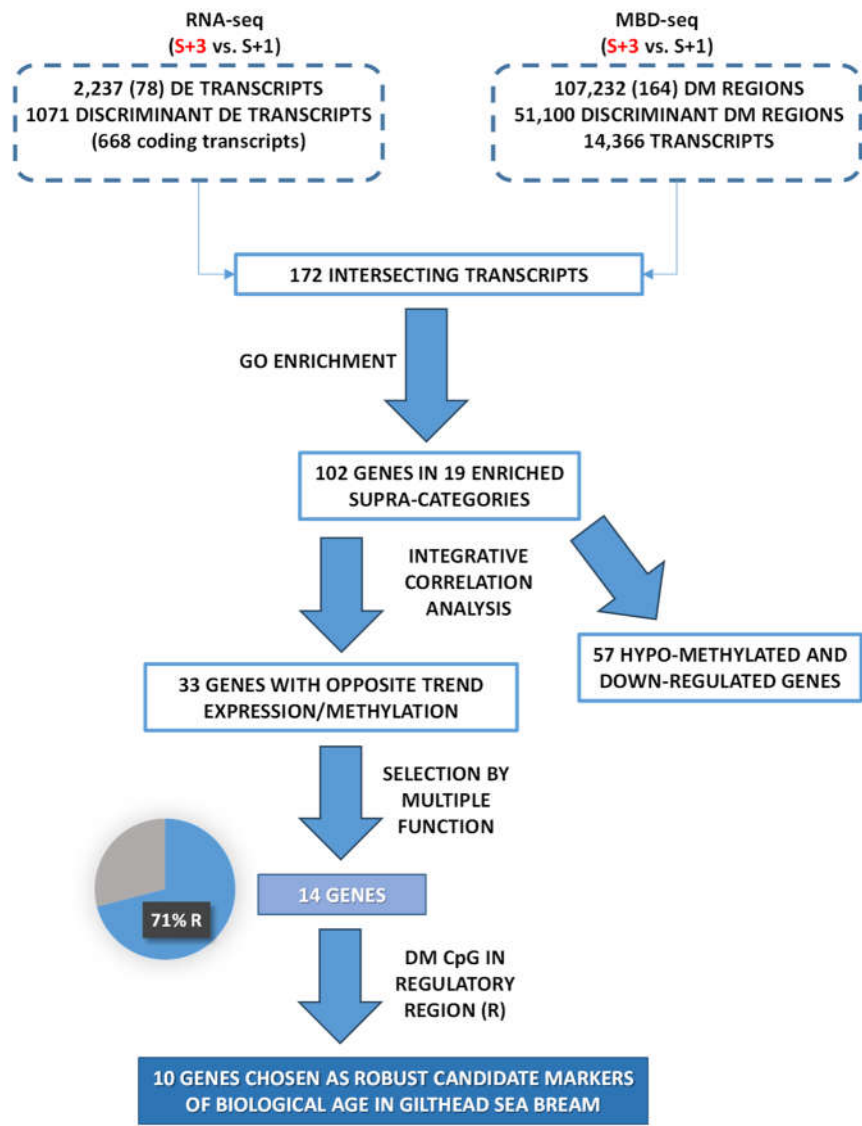 RNA-seq
(S+3 vs. S+1)
2,237 (78) DE TRANSCRIPTS
1071 DISCRIMINANT DE TRANSCRIPTS
(668 coding transcripts)
MBD-seq
(S+3 vs. S+1)
107,232 (164) DM REGIONS
51,100 DISCRIMINANT DM REGIONS
14,366 TRANSCRIPTS
172 INTERSECTING TRANSCRIPTS
GO ENRICHMENT
102 GENES IN 19 ENRICHED
SUPRA-CATEGORIES
INTEGRATIVE
CORRELATION
ANALYSIS
57 HYPO-METHYLATED AND
DOWN-REGULATED GENES
33 GENES WITH OPPOSITE TREND
EXPRESSION/METHYLATION
SELECTION BY
MULTIPLE
FUNCTION
71% R
14 GENES
DM CpG IN
REGULATORY
REGION (R)
10 GENES CHOSEN AS ROBUST CANDIDATE MARKERS
OF BIOLOGICAL AGE IN GILTHEAD SEA BREAM